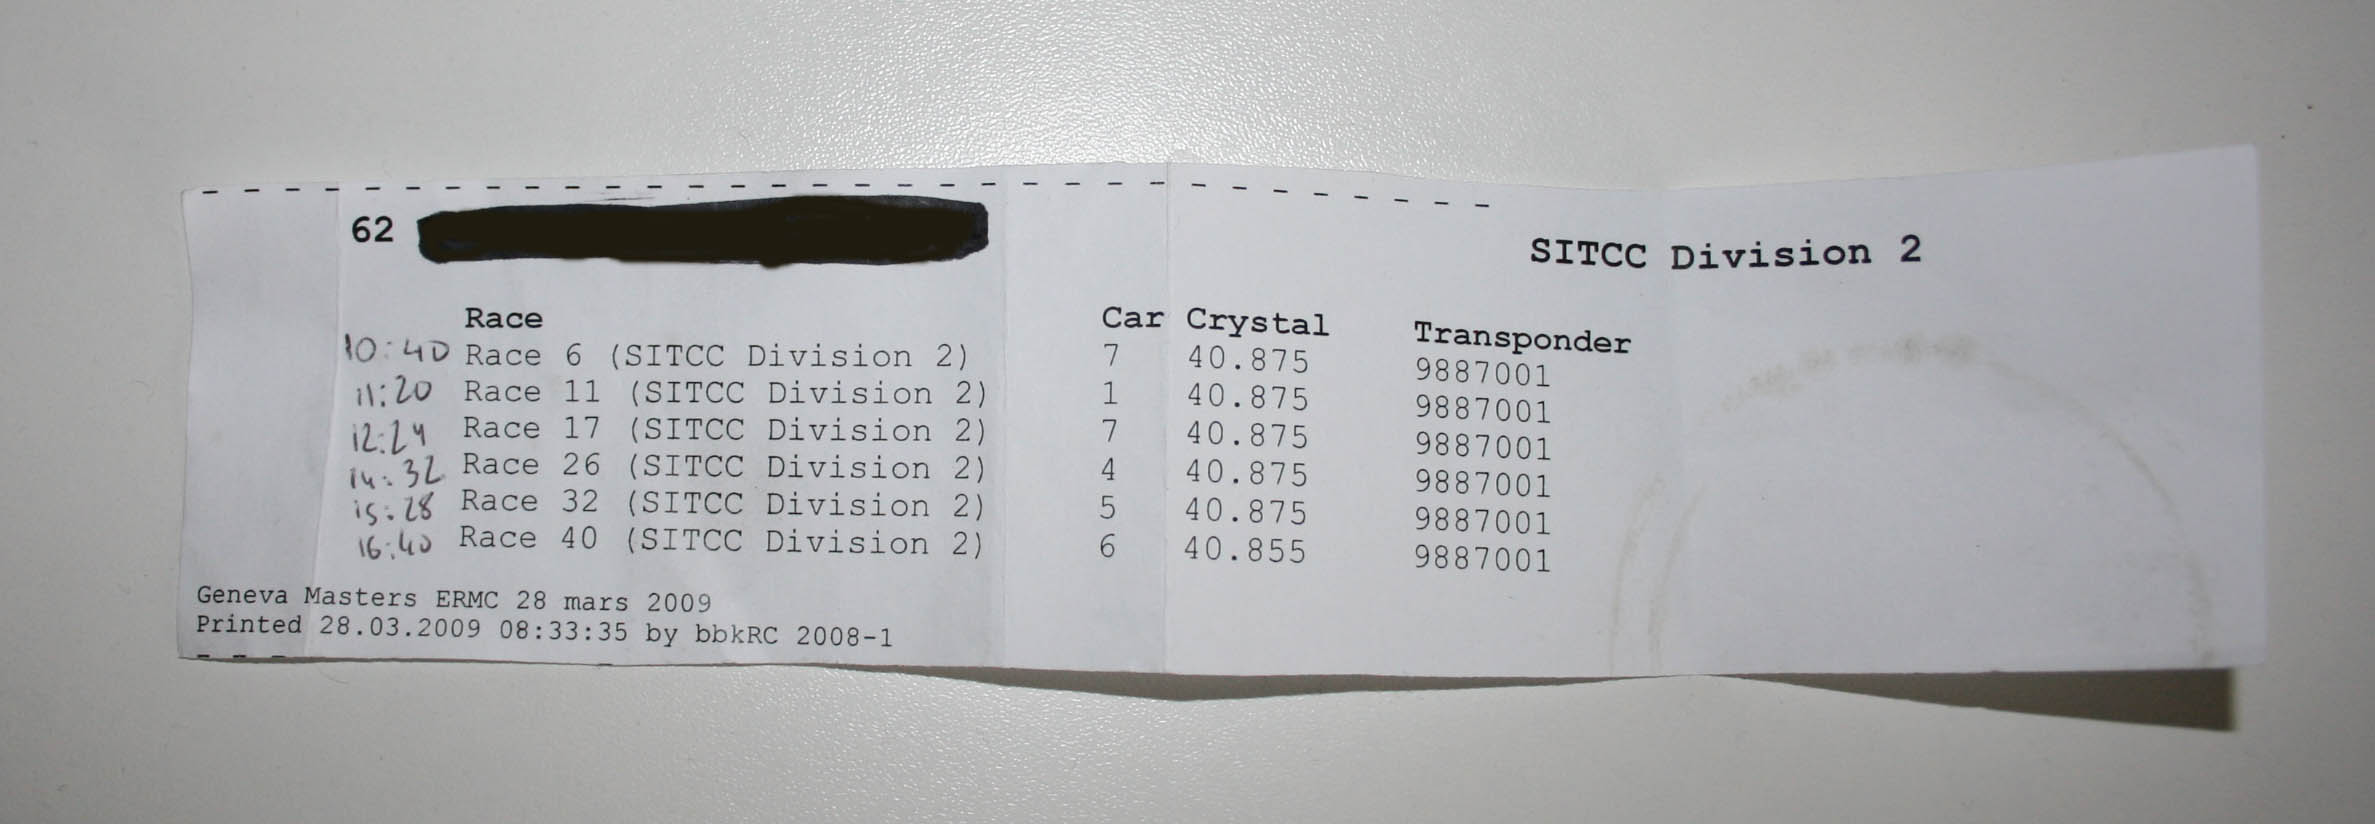 62
SITCC Division 2
Race Car Crystal Transponder
10:40 Race 6 (SITCC Division 2) 7 40.875 9887001
11:20 Race 11 (SITCC Division 2) 1 40.875 9887001
12:24 Race 17 (SITCC Division 2) 7 40.875 9887001
14:32 Race 26 (SITCC Division 2) 4 40.875 9887001
15:28 Race 32 (SITCC Division 2) 5 40.875 9887001
16:40 Race 40 (SITCC Division 2) 6 40.855 9887001
Geneva Masters ERMC 28 mars 2009
Printed 28.03.2009 08:33:35 by bbkRC 2008-1